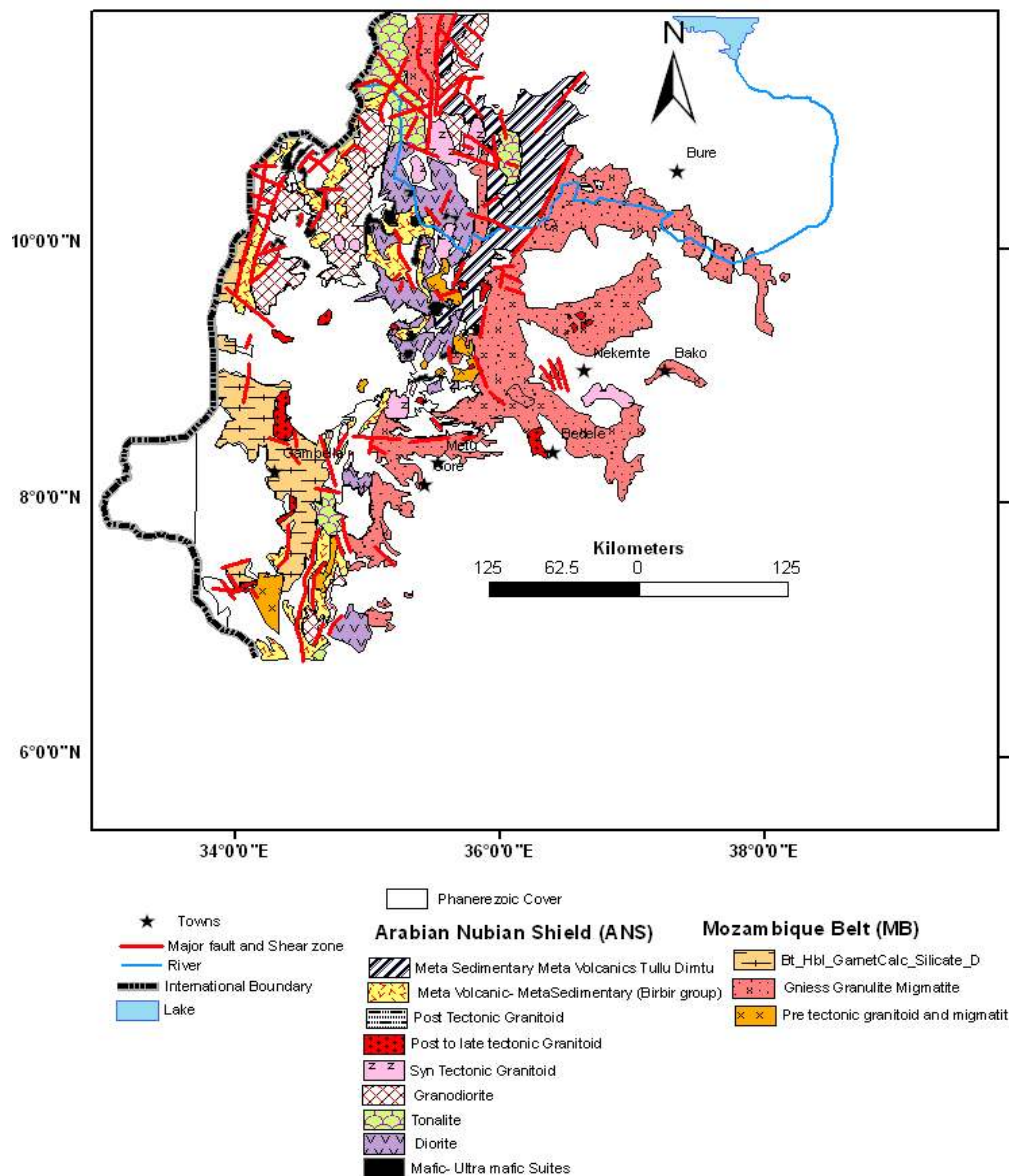 N
Bure
10°0'0"N
Nekemte
Bako
Bedele
Gambella
Metu
Gore
8°0'0"N
Kilometers
125 62.5 0 125
6°0'0"N
34°0'0"E 36°0'0"E 38°0'0"E
Phanerezoic Cover
Towns
Major fault and Shear zone
River
International Boundary
Lake
Arabian Nubian Shield (ANS)
Meta Sedimentary Meta Volcanics Tullu Dimtu
Meta Volcanic- MetaSedimentary (Birbir group)
Post Tectonic Granitoid
Post to late tectonic Granitoid
Syn Tectonic Granitoid
Granodiorite
Tonalite
Diorite
Mafic- Ultra mafic Suites
Mozambique Belt (MB)
Bt_Hbl_GarnetCalc_Silicate_D
Gniess Granulite Migmatite
Pre tectonic granitoid and migmatit